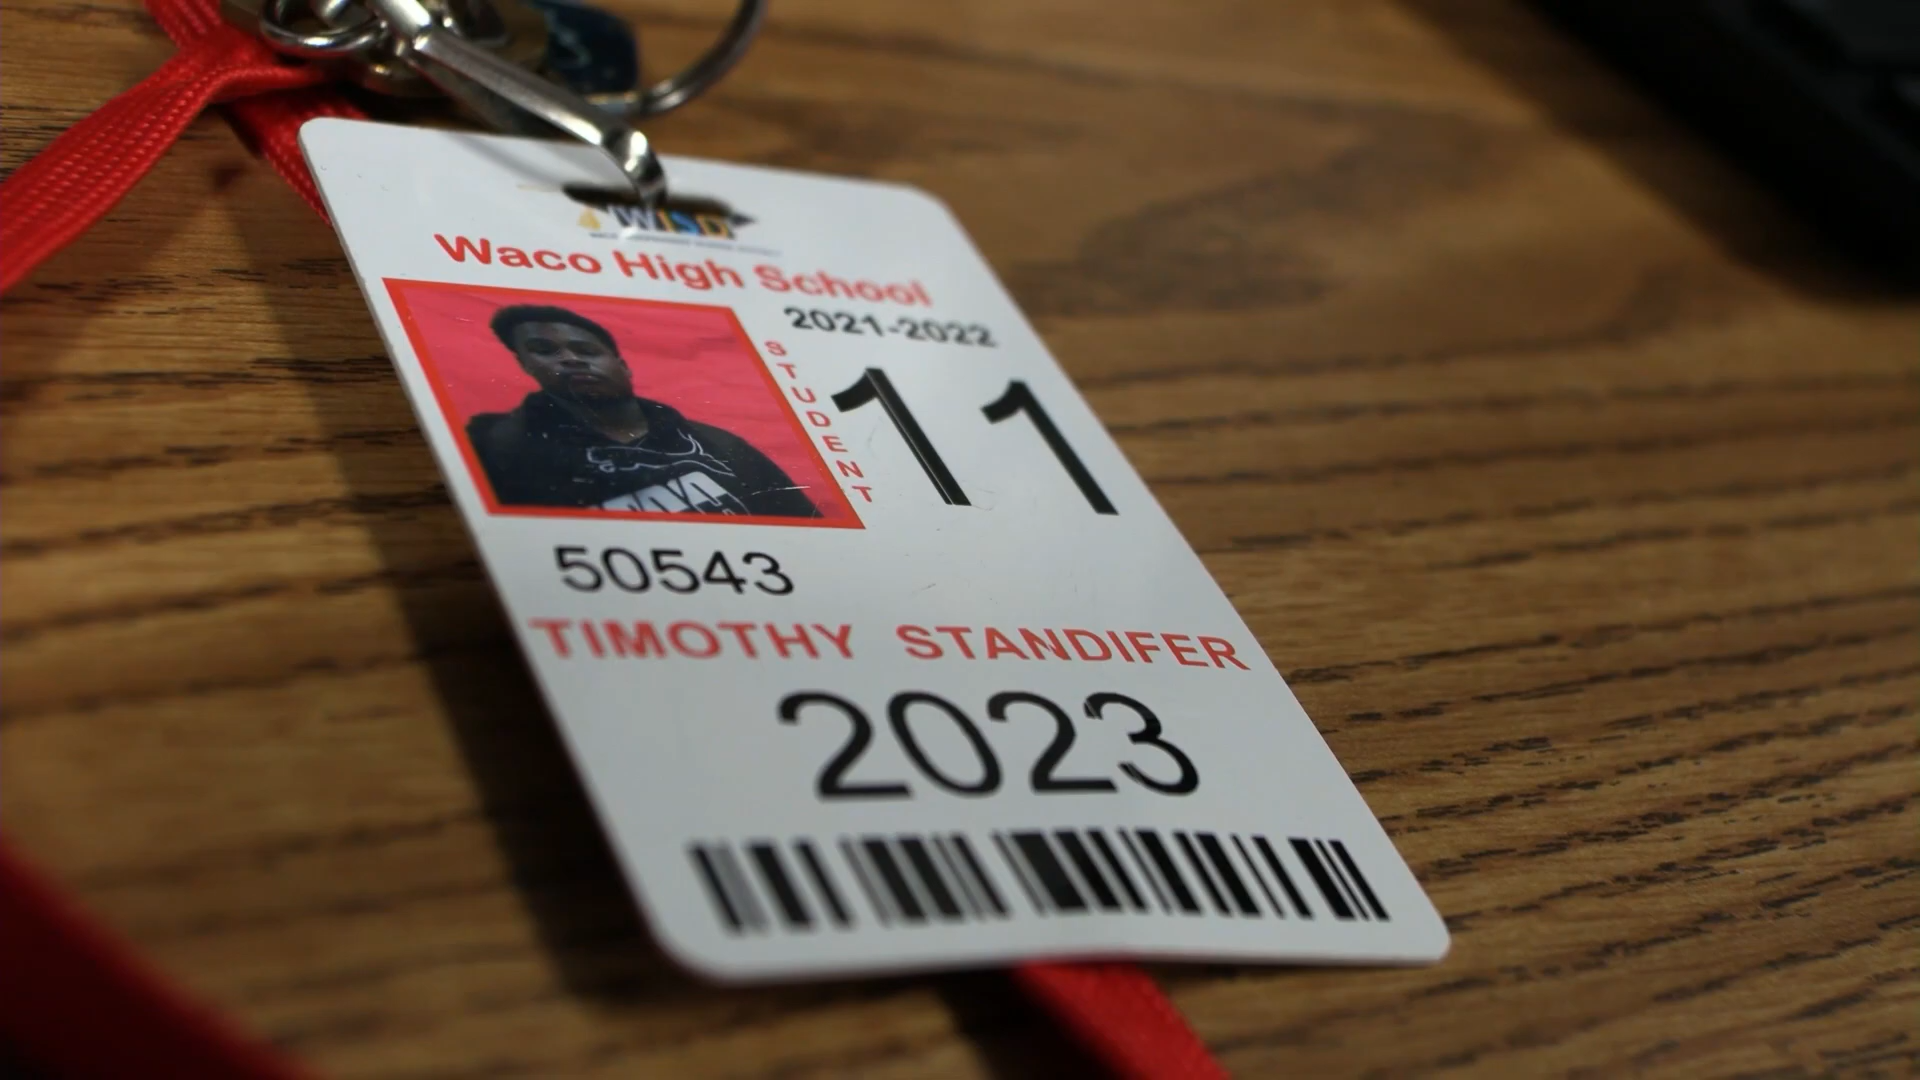 WISD
Waco High School
2021-2022
STUDENT
11
50543
TIMOTHY STANDIFER
2023